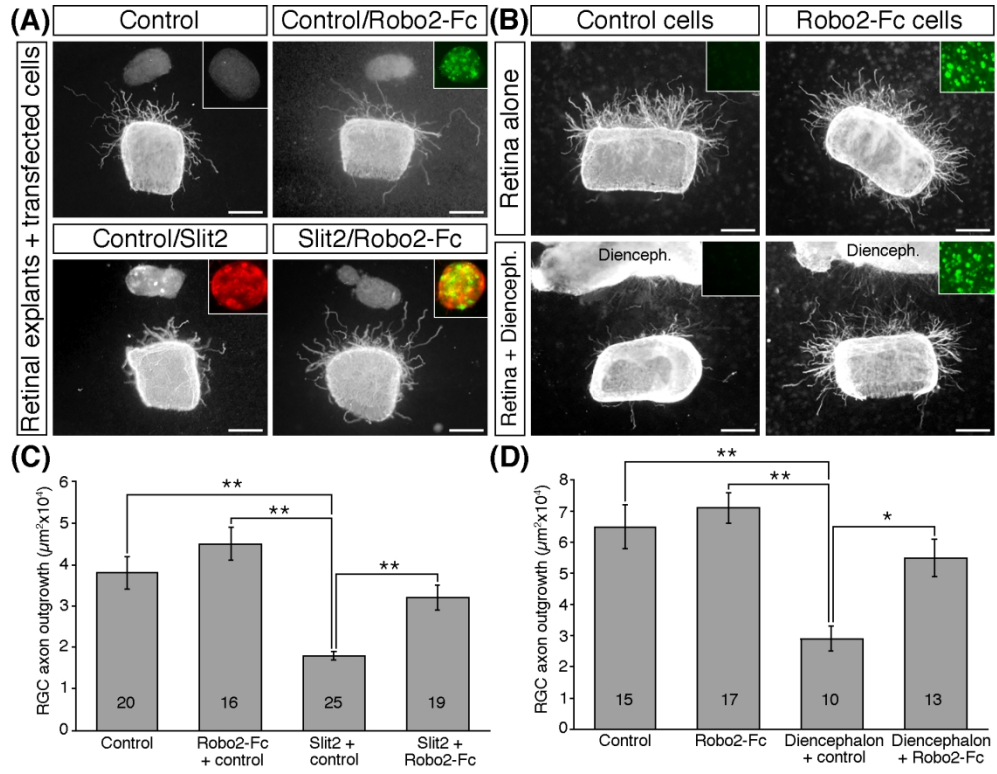 (A)
Control
Control/Robo2-Fc
Retinal explants + transfected cells
Control/Slit2
Slit2/Robo2-Fc
(B)
Control cells
Robo2-Fc cells
Retina alone
Retina + Dienceph.
Dienceph.
Dienceph.
(C)
RGC axon outgrowth (µm²x10⁴)
6
5
4
3
2
1
0
**
**
**
20
16
25
19
Control
Robo2-Fc
+ control
Slit2 +
control
Slit2 +
Robo2-Fc
(D)
RGC axon outgrowth (µm²x10⁴)
8
7
6
5
4
3
2
1
0
**
**
*
15
17
10
13
Control
Robo2-Fc
Diencephalon
+ control
Diencephalon
+ Robo2-Fc